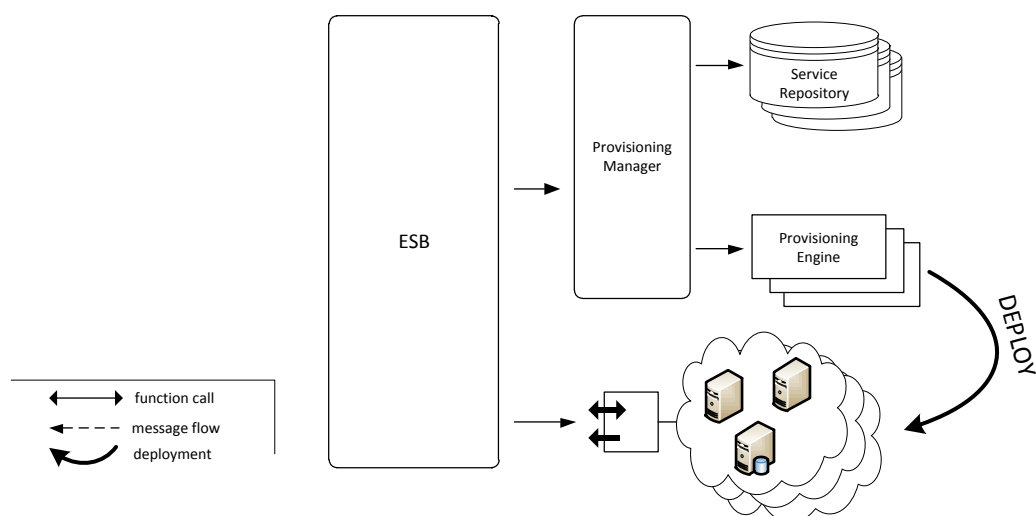 Service
Repository
Provisioning
Manager
ESB
Provisioning
Engine
DEPLOY
function call
message flow
deployment